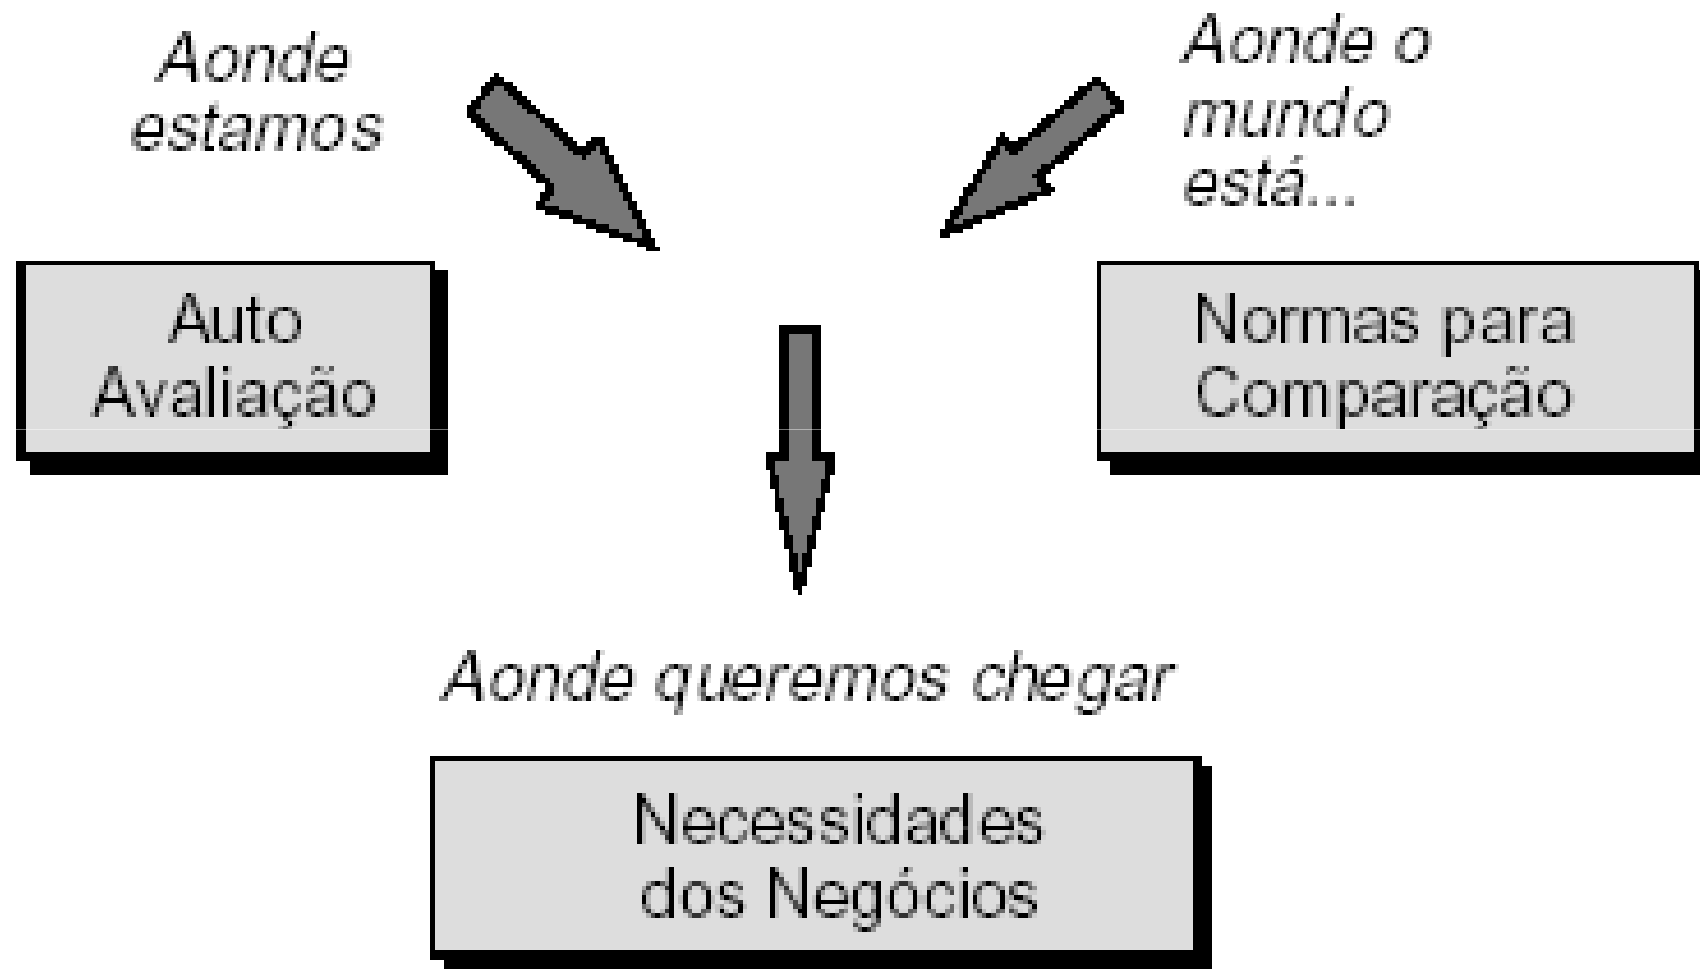 Aonde
estamos
Aonde o
mundo
está...
Auto
Avaliação
Normas para
Comparação
Aonde queremos chegar
Necessidades
dos Negócios